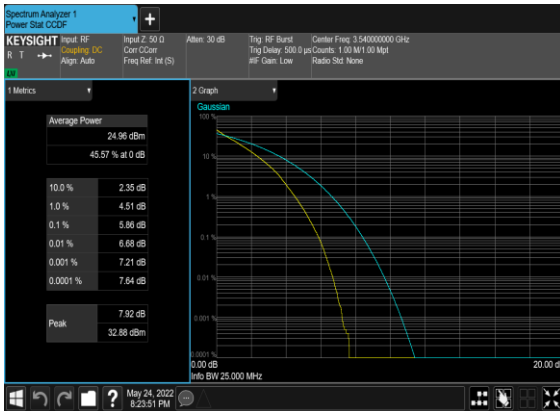 Spectrum Analyzer 1
Power Stat CCDF
KEYSIGHT
R T
LXI
Input: RF
Coupling: DC
Align: Auto
Input Z: 50 Ω
Corr CCorr
Freq Ref: Int (S)
Atten: 30 dB
Trig: RF Burst
Trig Delay: 500.0 µs
#IF Gain: Low
Center Freq: 3.540000000 GHz
Counts: 1.00 M/1.00 Mpt
Radio Std: None
1 Metrics
Average Power
24.96 dBm
45.57 % at 0 dB
10.0 % 2.35 dB
1.0 % 4.51 dB
0.1 % 5.86 dB
0.01 % 6.68 dB
0.001 % 7.21 dB
0.0001 % 7.64 dB
Peak
7.92 dB
32.88 dBm
2 Graph
Gaussian
100 %
10 %
1 %
0.1 %
0.01 %
0.001 %
0.0001 %
0.00 dB
20.00 d
Info BW 25.000 MHz
?
May 24, 2022
8:23:51 PM